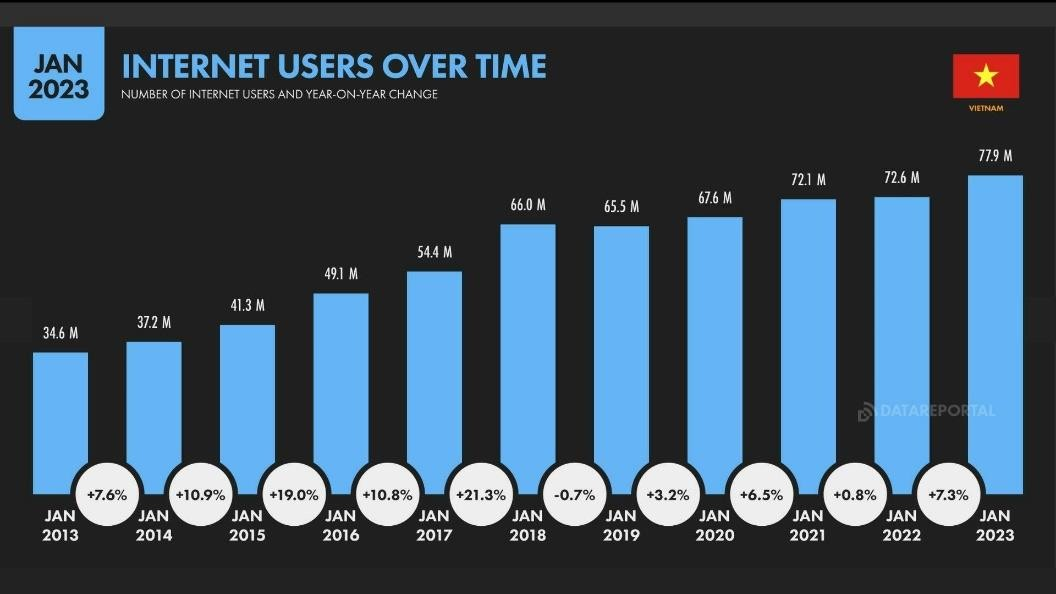 JAN
2023
INTERNET USERS OVER TIME
NUMBER OF INTERNET USERS AND YEAR-ON-YEAR CHANGE
VIETNAM
34.6 M
37.2 M
41.3 M
49.1 M
54.4 M
66.0 M
65.5 M
67.6 M
72.1 M
72.6 M
77.9 M
DATAREPORTAL
+7.6%
+10.9%
+19.0%
+10.8%
+21.3%
-0.7%
+3.2%
+6.5%
+0.8%
+7.3%
JAN
2013
JAN
2014
JAN
2015
JAN
2016
JAN
2017
JAN
2018
JAN
2019
JAN
2020
JAN
2021
JAN
2022
JAN
2023